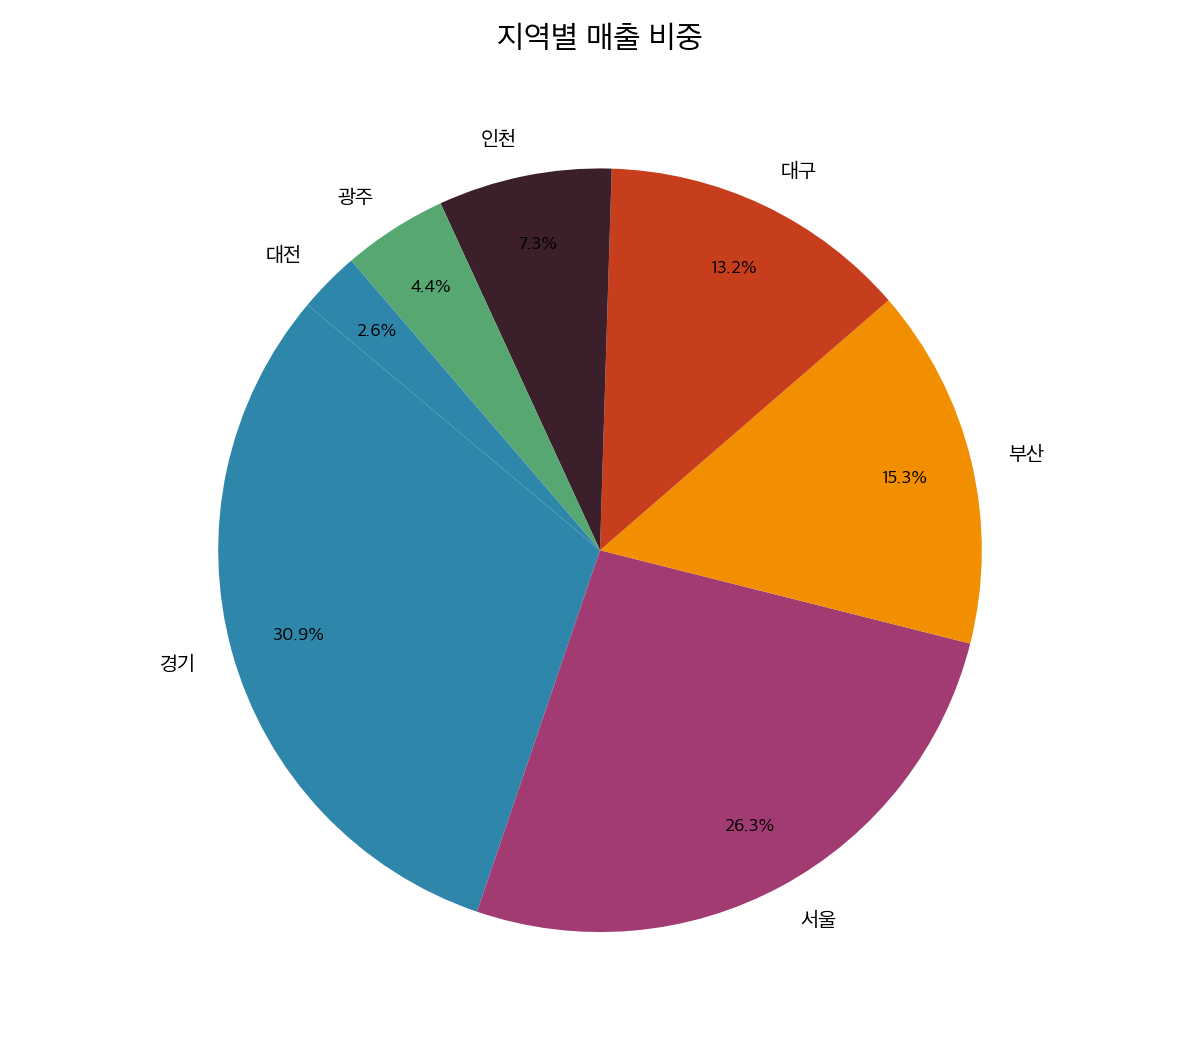 지역별 매출 비중
인천
대구
광주
대전
7.3%
13.2%
4.4%
2.6%
부산
15.3%
30.9%
경기
26.3%
서울